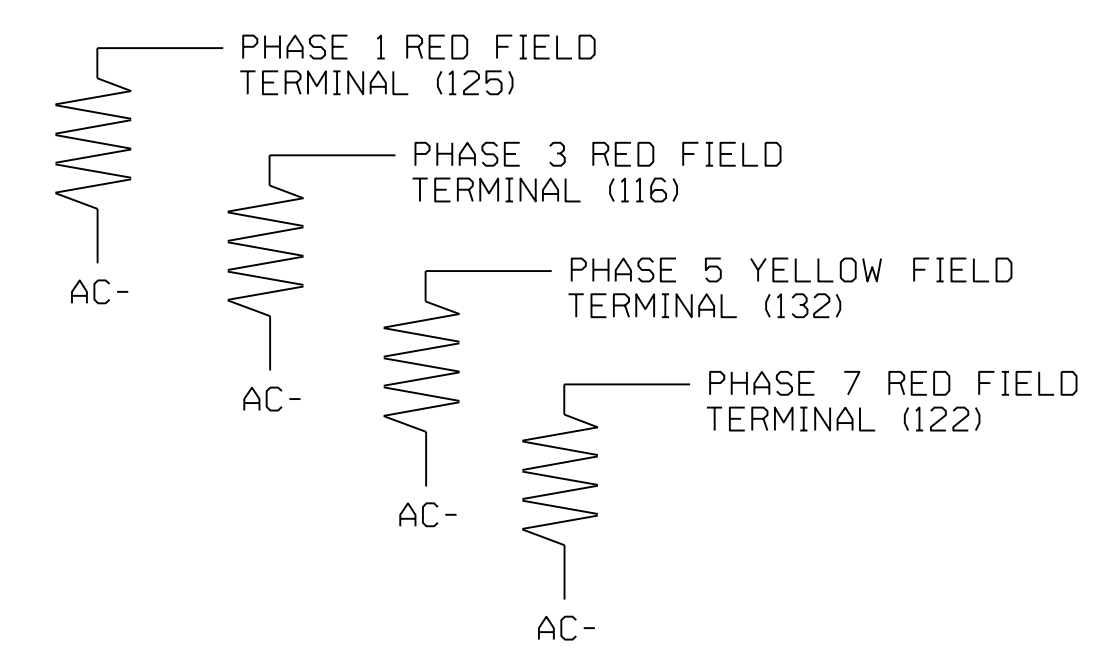 PHASE 1 RED FIELD
TERMINAL (125)
AC-
PHASE 3 RED FIELD
TERMINAL (116)
AC-
PHASE 5 YELLOW FIELD
TERMINAL (132)
AC-
PHASE 7 RED FIELD
TERMINAL (122)
AC-